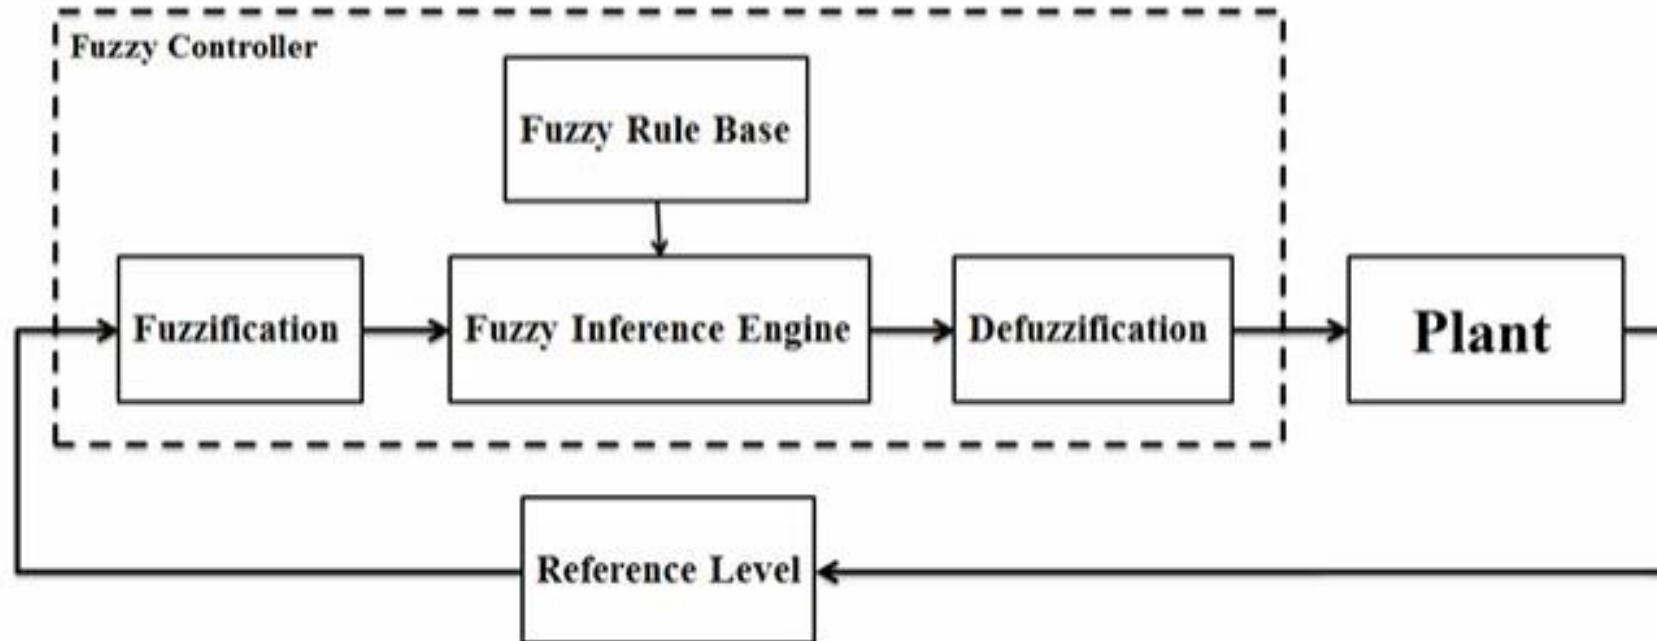 Fuzzy Controller
Fuzzy Rule Base
Fuzzification
Fuzzy Inference Engine
Defuzzification
Plant
Reference Level